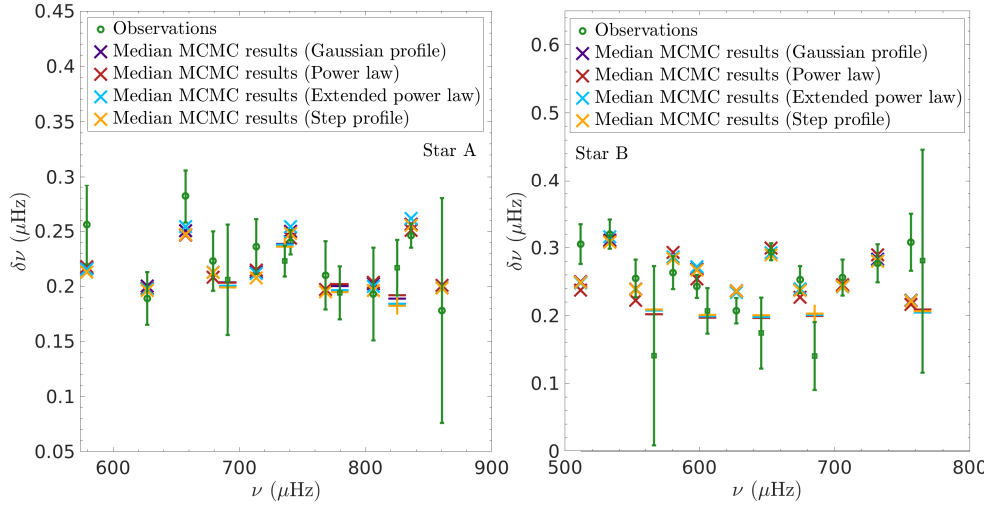 0.45
0.4
0.35
0.3
0.25
0.2
0.15
0.1
0.05
δν (μHz)
Observations
Median MCMC results (Gaussian profile)
Median MCMC results (Power law)
Median MCMC results (Extended power law)
Median MCMC results (Step profile)
Star A
600 700 800 900
ν (μHz)
0.6
0.5
0.4
0.3
0.2
0.1
0
δν (μHz)
Observations
Median MCMC results (Gaussian profile)
Median MCMC results (Power law)
Median MCMC results (Extended power law)
Median MCMC results (Step profile)
Star B
500 600 700 800
ν (μHz)